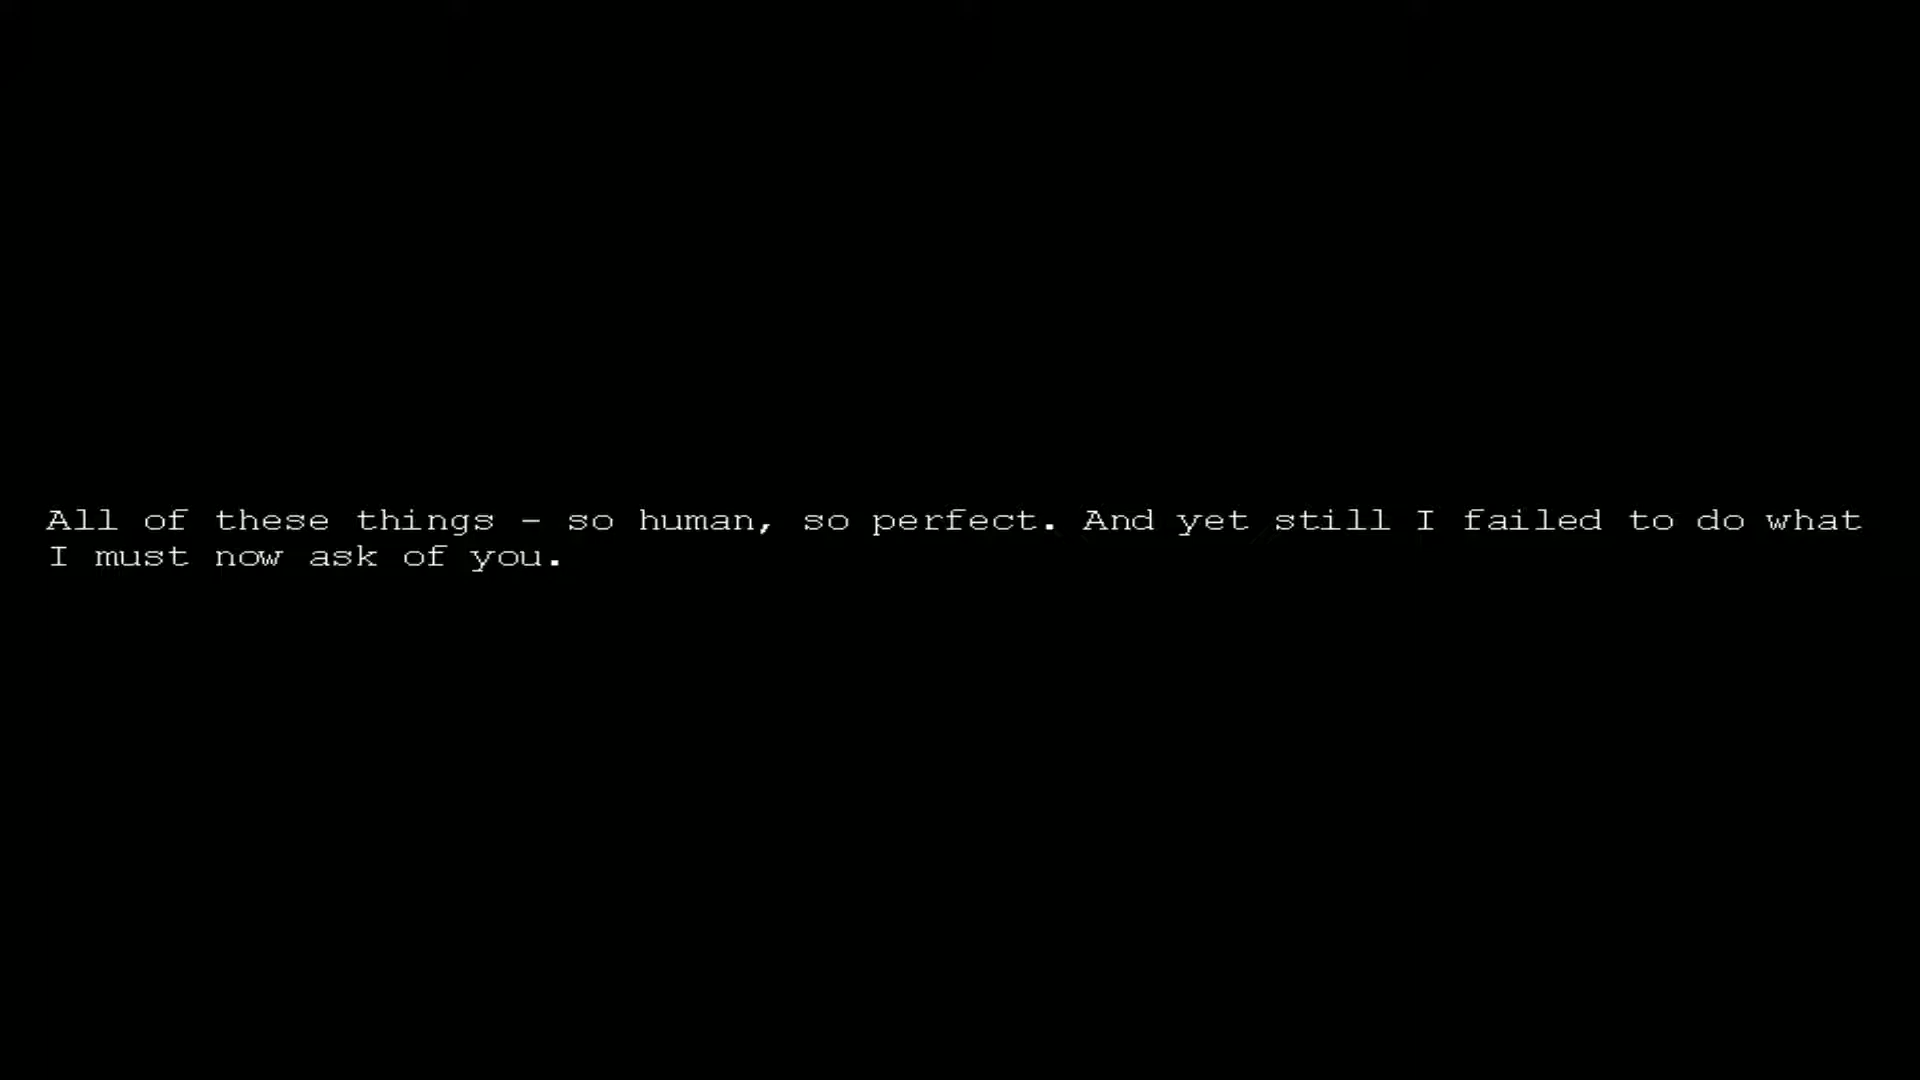 All of these things – so human, so perfect. And yet still I failed to do what
I must now ask of you.